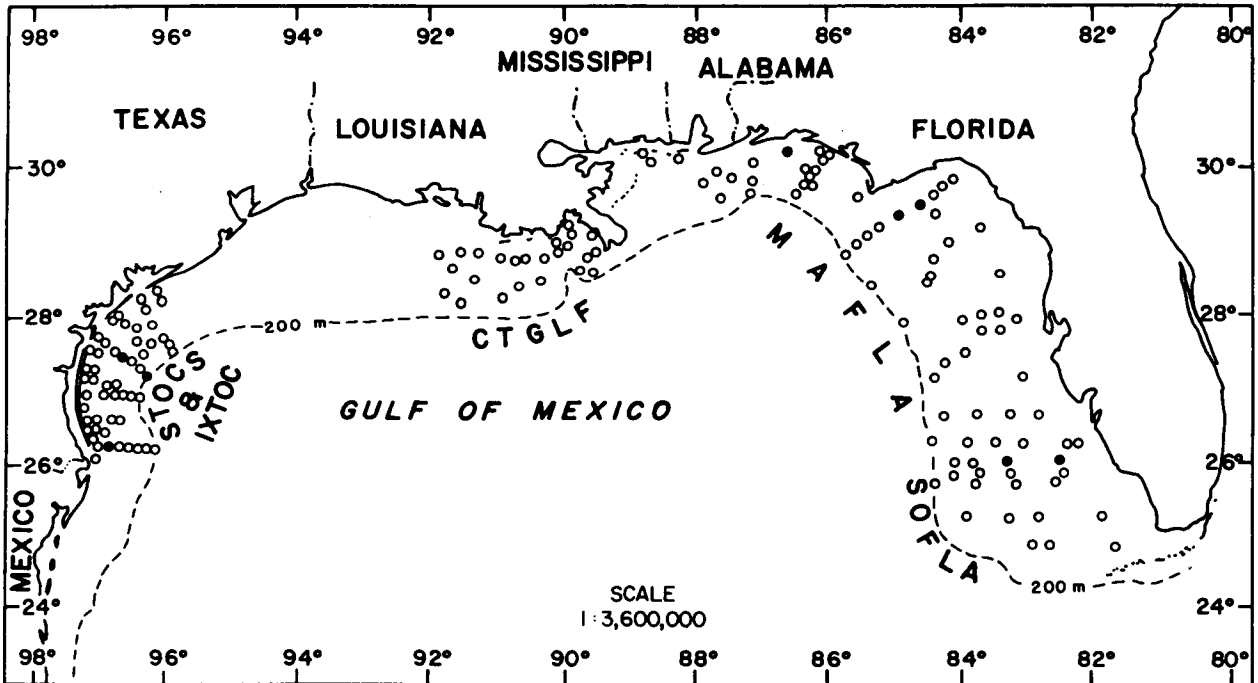 98° 96° 94° 92° 90° 88° 86° 84° 82° 80°
MISSISSIPPI ALABAMA
TEXAS LOUISIANA FLORIDA
30° 30°
MAFLA
28° 200 m CTGLF 28°
STOCS & IXTOC
GULF OF MEXICO
26° 26°
SOFLA
MEXICO
200 m
24° SCALE 24°
1:3,600,000
98° 96° 94° 92° 90° 88° 86° 84° 82° 80°